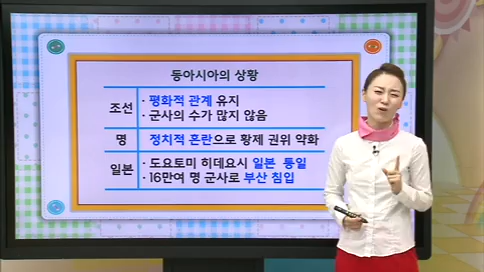 동아시아의 상황
조선
· 평화적 관계 유지
· 군사의 수가 많지 않음
명
정치적 혼란으로 황제 권위 약화
일본
· 도요토미 히데요시 일본 통일
· 16만여 명 군사로 부산 침입